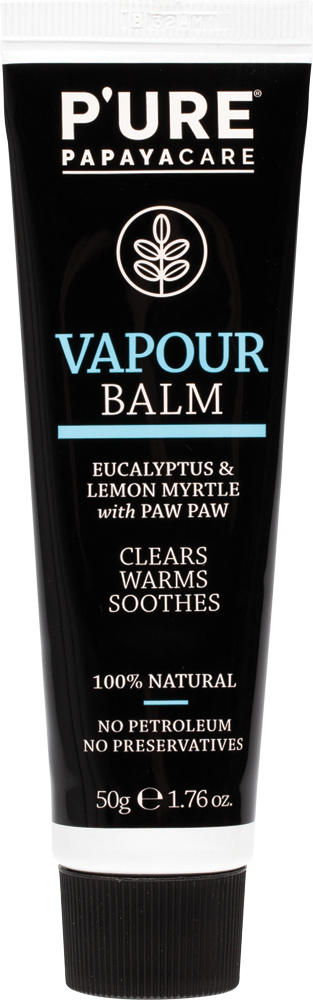 P'URE®
PAPAYACARE
VAPOUR
BALM
EUCALYPTUS &
LEMON MYRTLE
with PAW PAW
CLEARS
WARMS
SOOTHES
100% NATURAL
NO PETROLEUM
NO PRESERVATIVES
50g ℮ 1.76 oz.